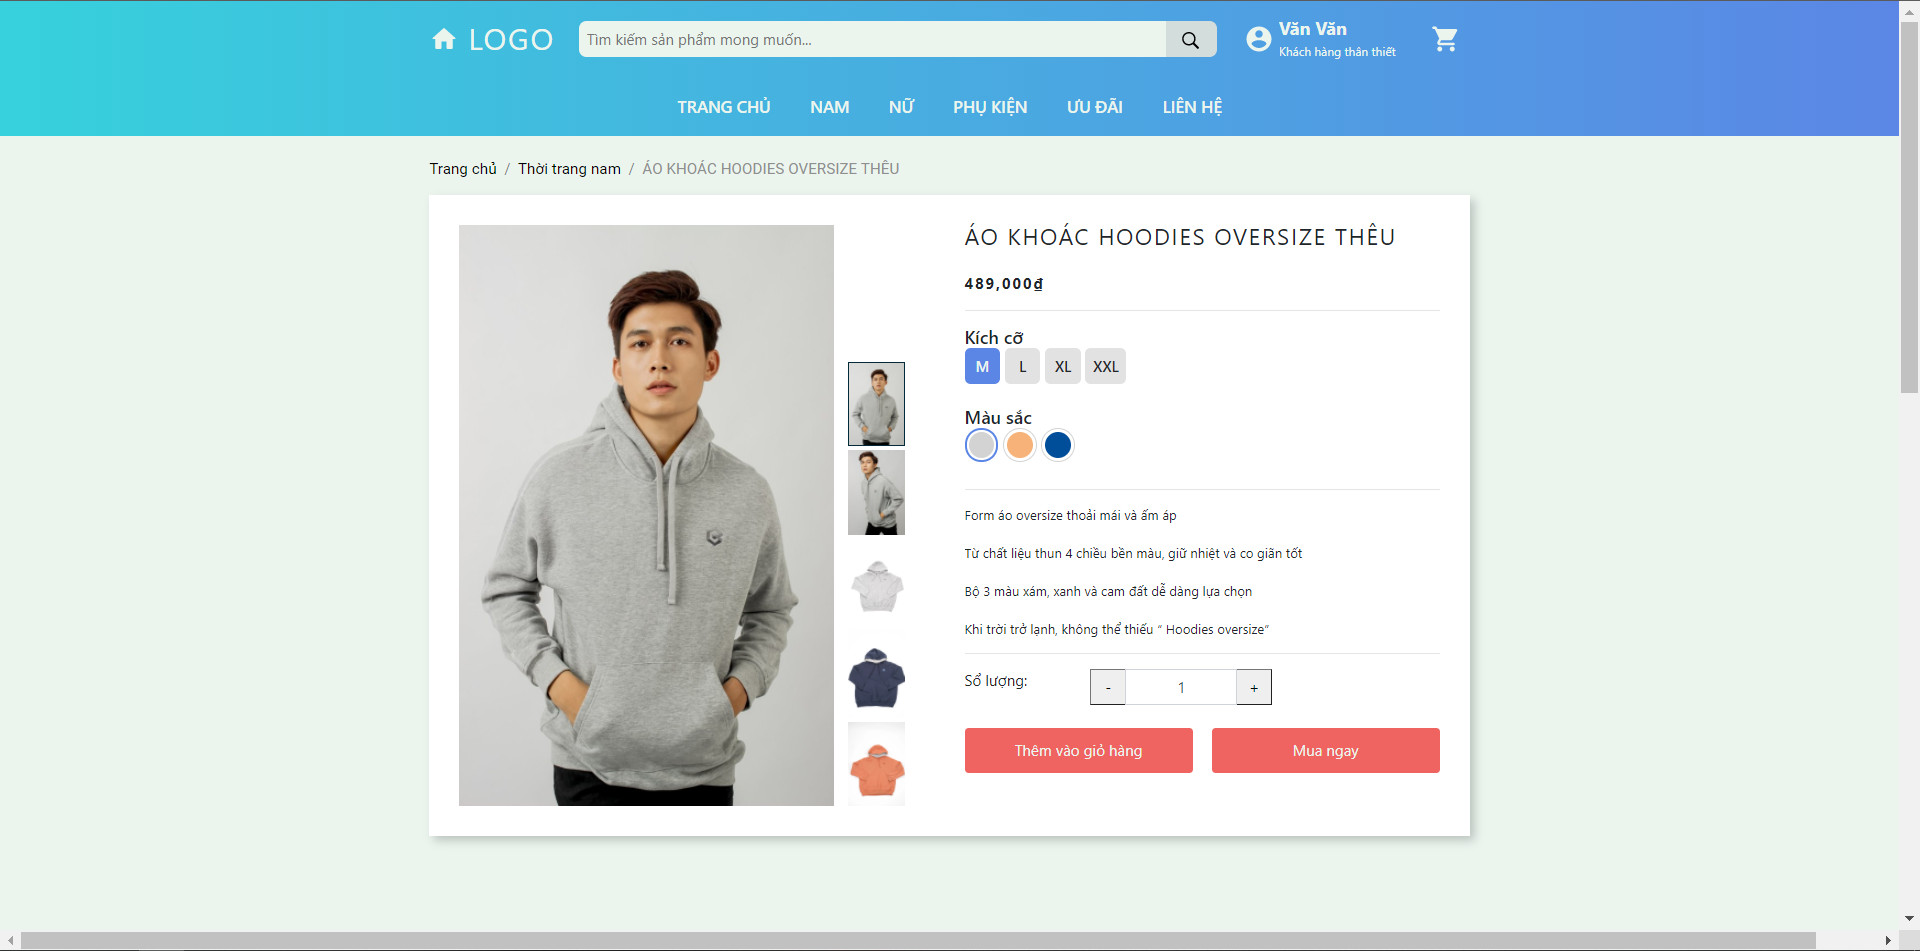 LOGO
Tìm kiếm sản phẩm mong muốn...
Văn Văn
Khách hàng thân thiết
TRANG CHỦ NAM NỮ PHỤ KIỆN ƯU ĐÃI LIÊN HỆ
Trang chủ / Thời trang nam / ÁO KHOÁC HOODIES OVERSIZE THÊU
ÁO KHOÁC HOODIES OVERSIZE THÊU
489,000₫
Kích cỡ
M L XL XXL
Màu sắc
Form áo oversize thoải mái và ấm áp
Từ chất liệu thun 4 chiều bền màu, giữ nhiệt và co giãn tốt
Bộ 3 màu xám, xanh và cam đất dễ dàng lựa chọn
Khi trời trở lạnh, không thể thiếu “ Hoodies oversize”
Số lượng: - 1 +
Thêm vào giỏ hàng Mua ngay